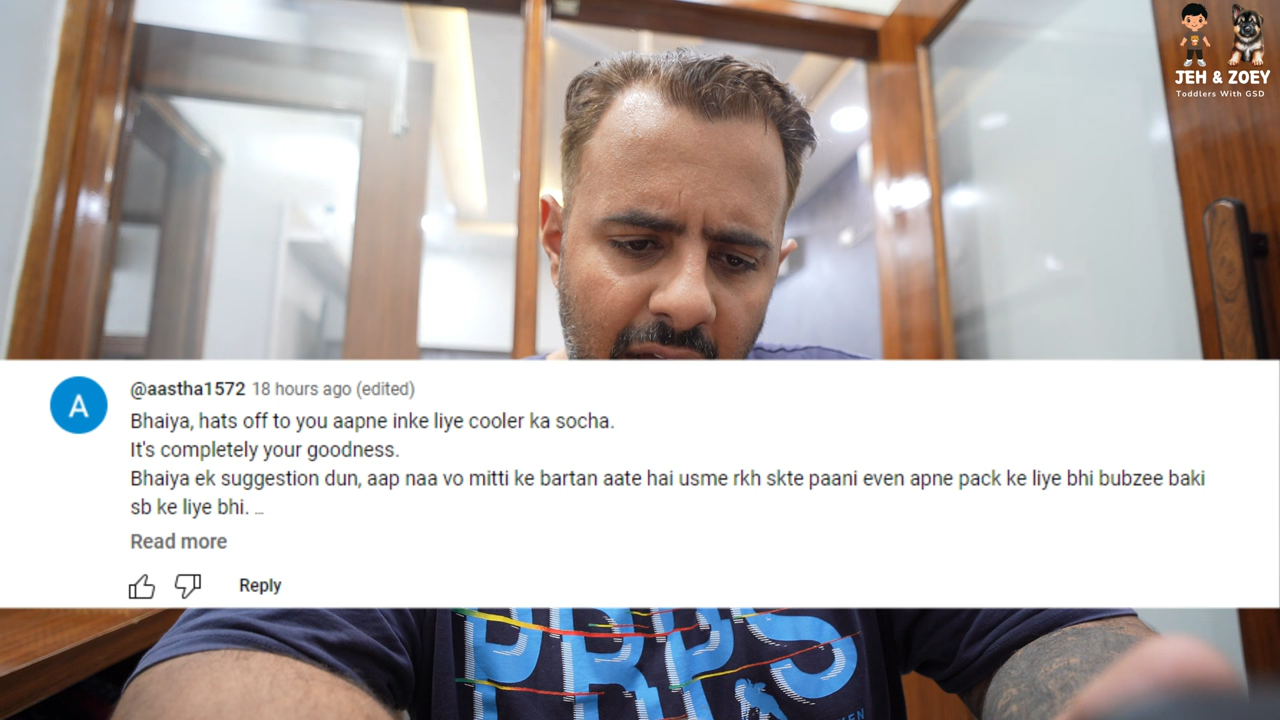 JEH & ZOEY
Toddlers With GSD
@aastha1572 18 hours ago (edited)
Bhaiya, hats off to you aapne inke liye cooler ka socha.
It's completely your goodness.
Bhaiya ek suggestion dun, aap naa vo mitti ke bartan aate hai usme rkh skte paani even apne pack ke liye bhi bubzee baki
sb ke liye bhi. ...
Read more
Reply
A